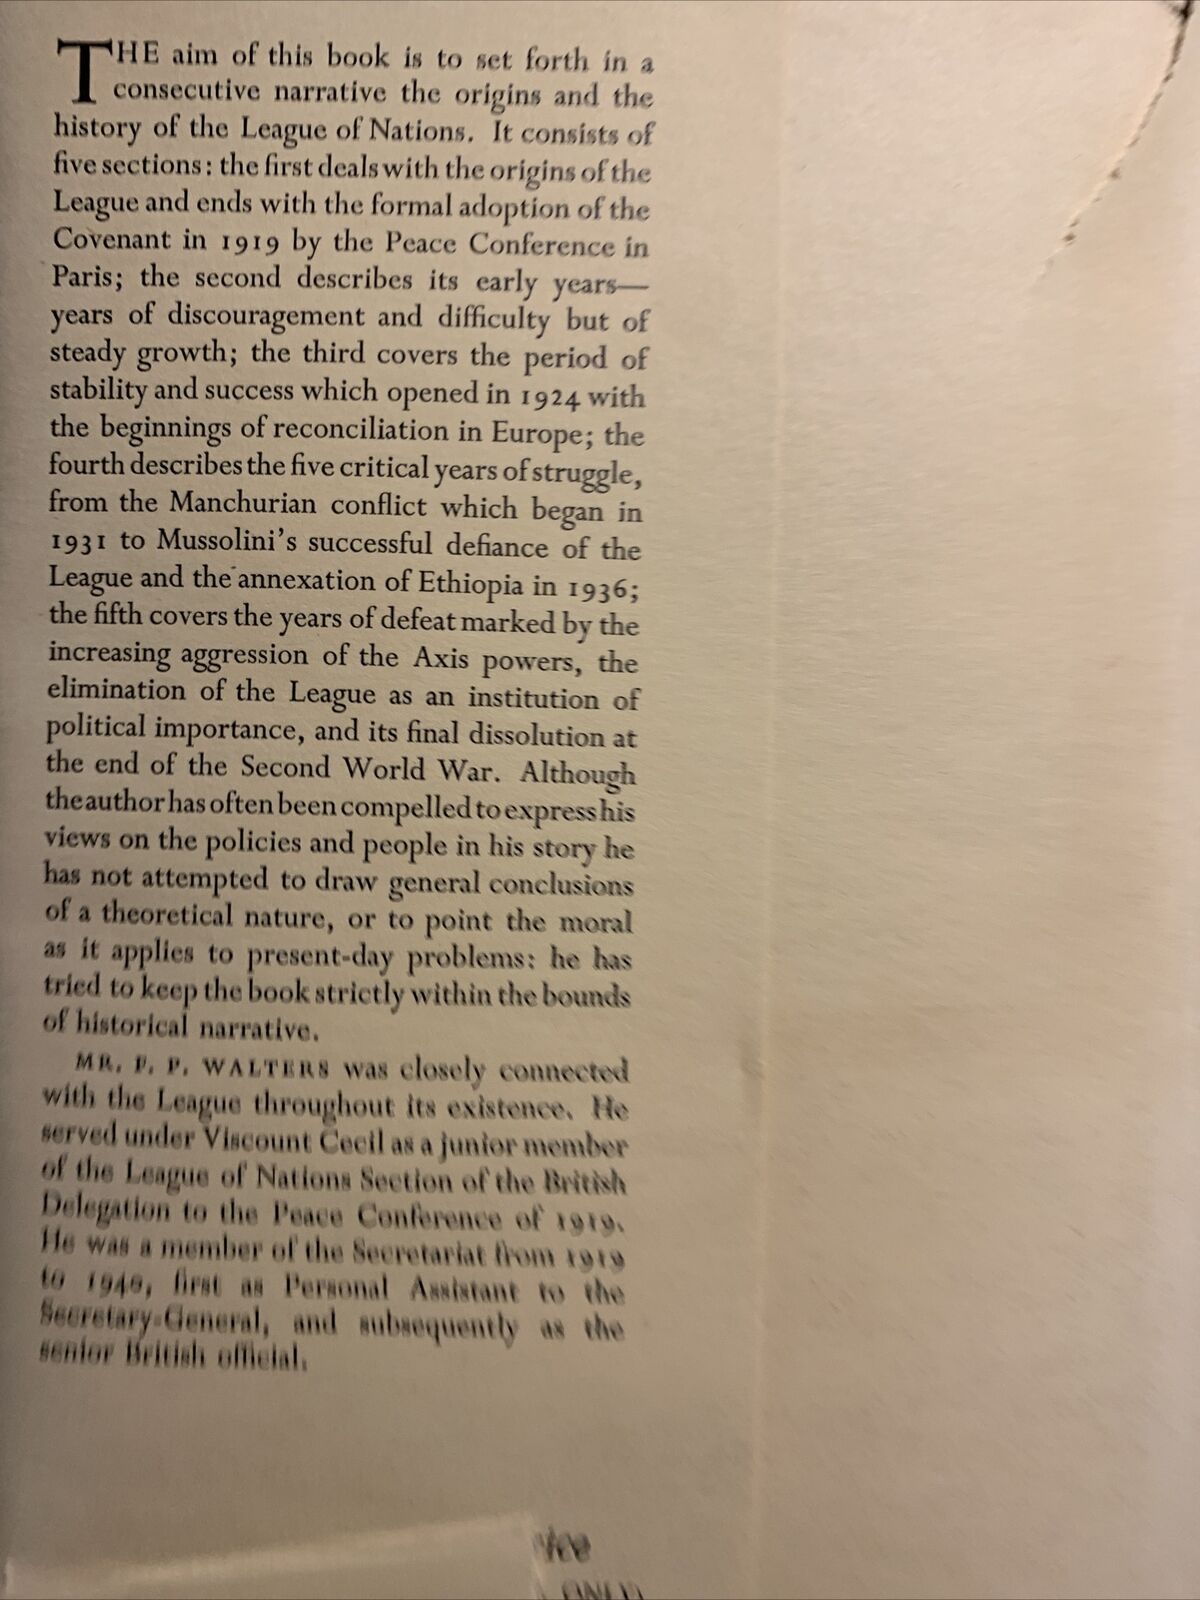 THE aim of this book is to set forth in a
consecutive narrative the origins and the
history of the League of Nations. It consists of
five sections: the first deals with the origins of the
League and ends with the formal adoption of the
Covenant in 1919 by the Peace Conference in
Paris; the second describes its early years—
years of discouragement and difficulty but of
steady growth; the third covers the period of
stability and success which opened in 1924 with
the beginnings of reconciliation in Europe; the
fourth describes the five critical years of struggle,
from the Manchurian conflict which began in
1931 to Mussolini's successful defiance of the
League and the annexation of Ethiopia in 1936;
the fifth covers the years of defeat marked by the
increasing aggression of the Axis powers, the
elimination of the League as an institution of
political importance, and its final dissolution at
the end of the Second World War. Although
the author has often been compelled to express his
views on the policies and people in his story he
has not attempted to draw general conclusions
of a theoretical nature, or to point the moral
as it applies to present-day problems: he has
tried to keep the book strictly within the bounds
of historical narrative.
MR. F. P. WALTERS was closely connected
with the League throughout its existence. He
served under Viscount Cecil as a junior member
of the League of Nations Section of the British
Delegation to the Peace Conference of 1919.
He was a member of the Secretariat from 1919
to 1940, first as Personal Assistant to the
Secretary-General, and subsequently as the
senior British official.
ONLY